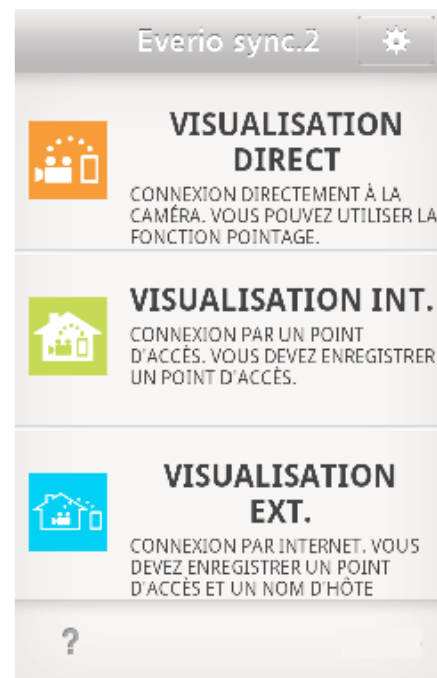 Everio sync.2
VISUALISATION
DIRECT
CONNEXION DIRECTEMENT À LA
CAMÉRA. VOUS POUVEZ UTILISER LA
FONCTION POINTAGE.
VISUALISATION INT.
CONNEXION PAR UN POINT
D'ACCÈS. VOUS DEVEZ ENREGISTRER
UN POINT D'ACCÈS.
VISUALISATION
EXT.
CONNEXION PAR INTERNET. VOUS
DEVEZ ENREGISTRER UN POINT
D'ACCÈS ET UN NOM D'HÔTE
?